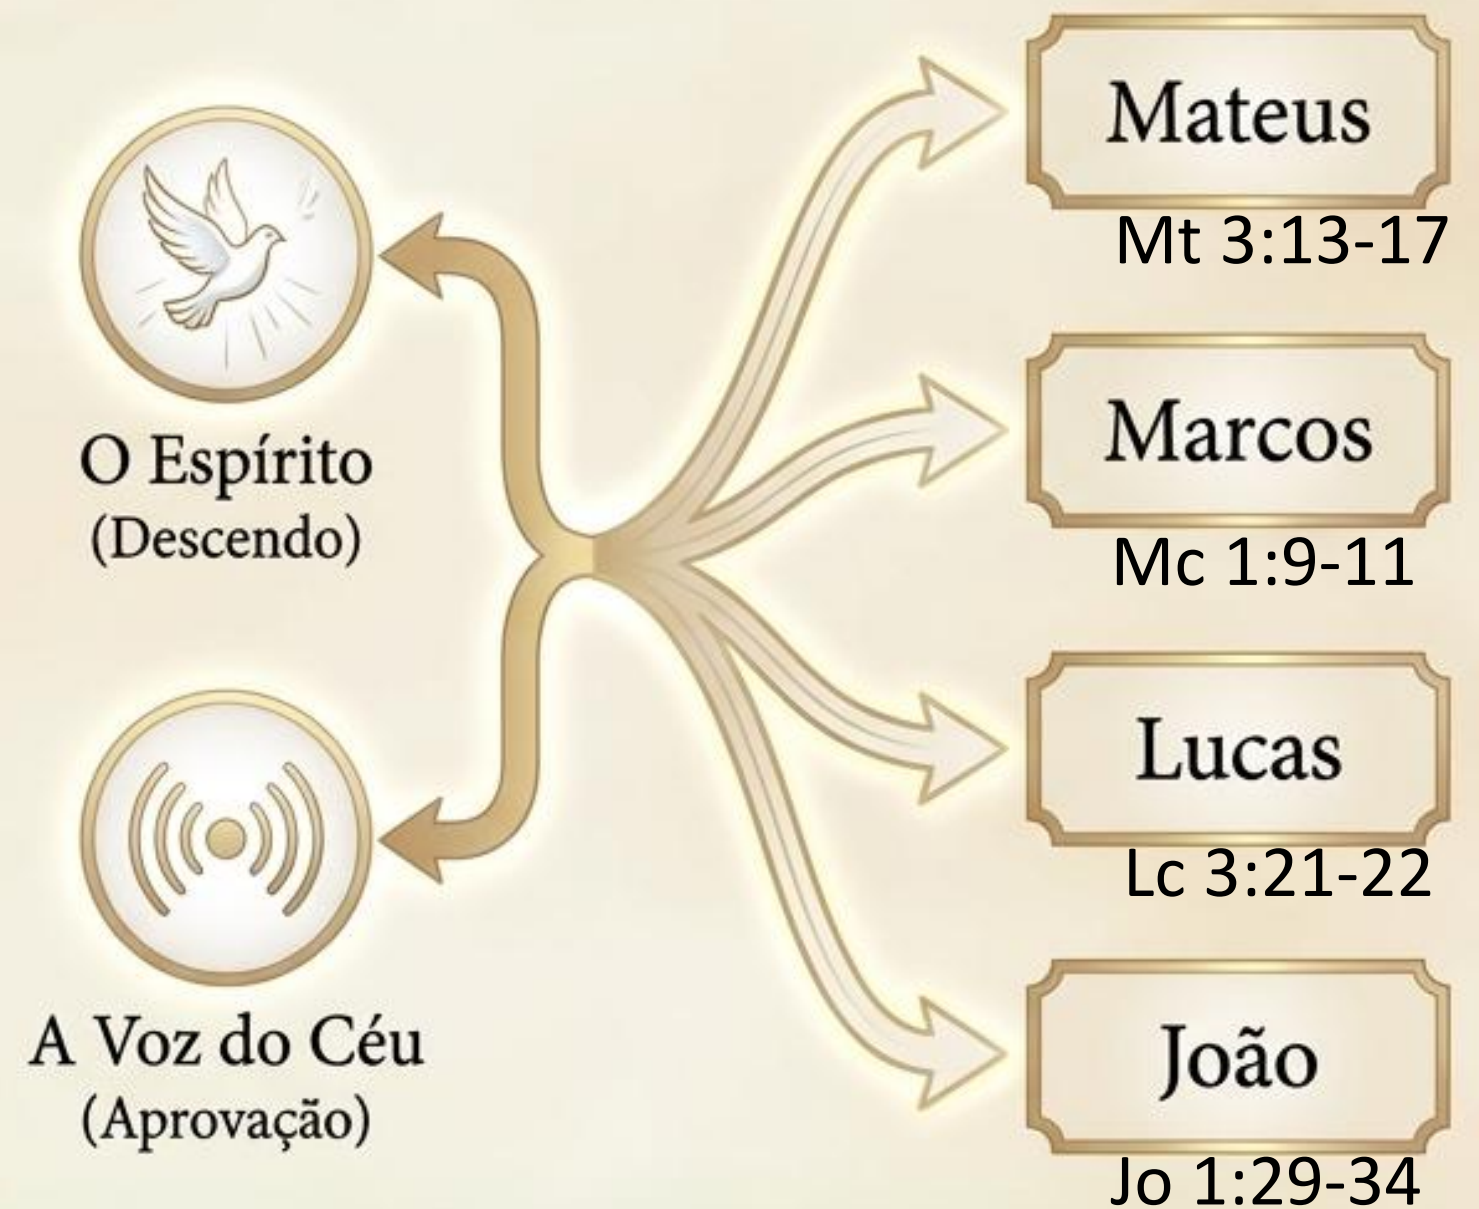 O Espírito
(Descendo)
A Voz do Céu
(Aprovação)
Mateus
Mt 3:13-17
Marcos
Mc 1:9-11
Lucas
Lc 3:21-22
João
Jo 1:29-34